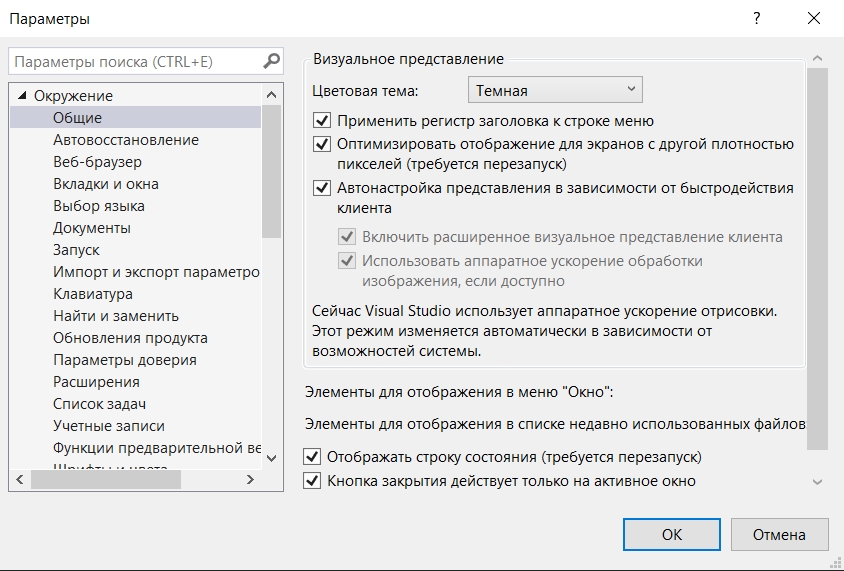 Параметры
?
Параметры поиска (CTRL+E)
Окружение
Общие
Автовосстановление
Веб-браузер
Вкладки и окна
Выбор языка
Документы
Запуск
Импорт и экспорт параметро
Клавиатура
Найти и заменить
Обновления продукта
Параметры доверия
Расширения
Список задач
Учетные записи
Функции предварительной ве
Шрифты и цвета
Визуальное представление
Цветовая тема:
Темная
Применить регистр заголовка к строке меню
Оптимизировать отображение для экранов с другой плотностью
пикселей (требуется перезапуск)
Автонастройка представления в зависимости от быстродействия
клиента
Включить расширенное визуальное представление клиента
Использовать аппаратное ускорение обработки
изображения, если доступно
Сейчас Visual Studio использует аппаратное ускорение отрисовки.
Этот режим изменяется автоматически в зависимости от
возможностей системы.
Элементы для отображения в меню "Окно":
Элементы для отображения в списке недавно использованных файлов
Отображать строку состояния (требуется перезапуск)
Кнопка закрытия действует только на активное окно
OK
Отмена